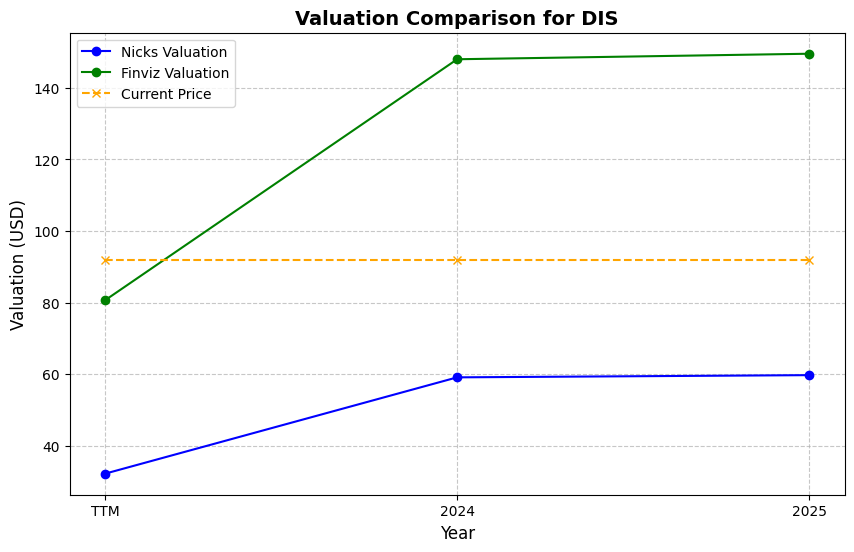 Valuation Comparison for DIS
Nicks Valuation
Finviz Valuation
Current Price
Valuation (USD)
140
120
100
80
60
40
TTM
2024
2025
Year